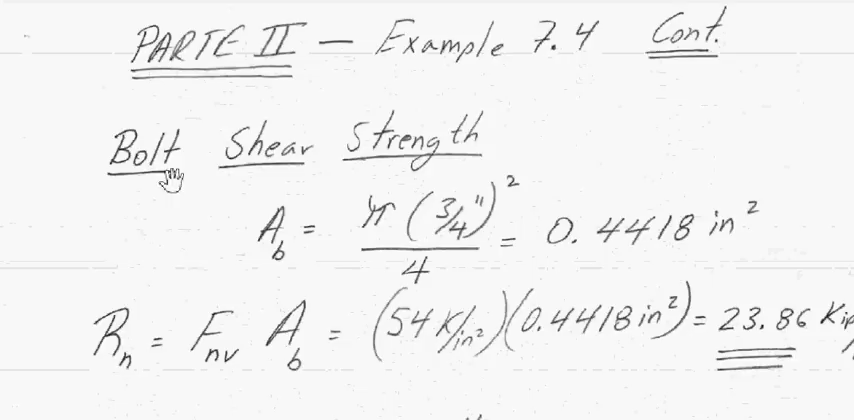 PARTE II — Example 7.4 Cont.
Bolt Shear Strength
A_b = π (3/4")² / 4 = 0.4418 in²
R_n = F_nv A_b = (54 K/in²)(0.4418 in²) = 23.86 Kip/